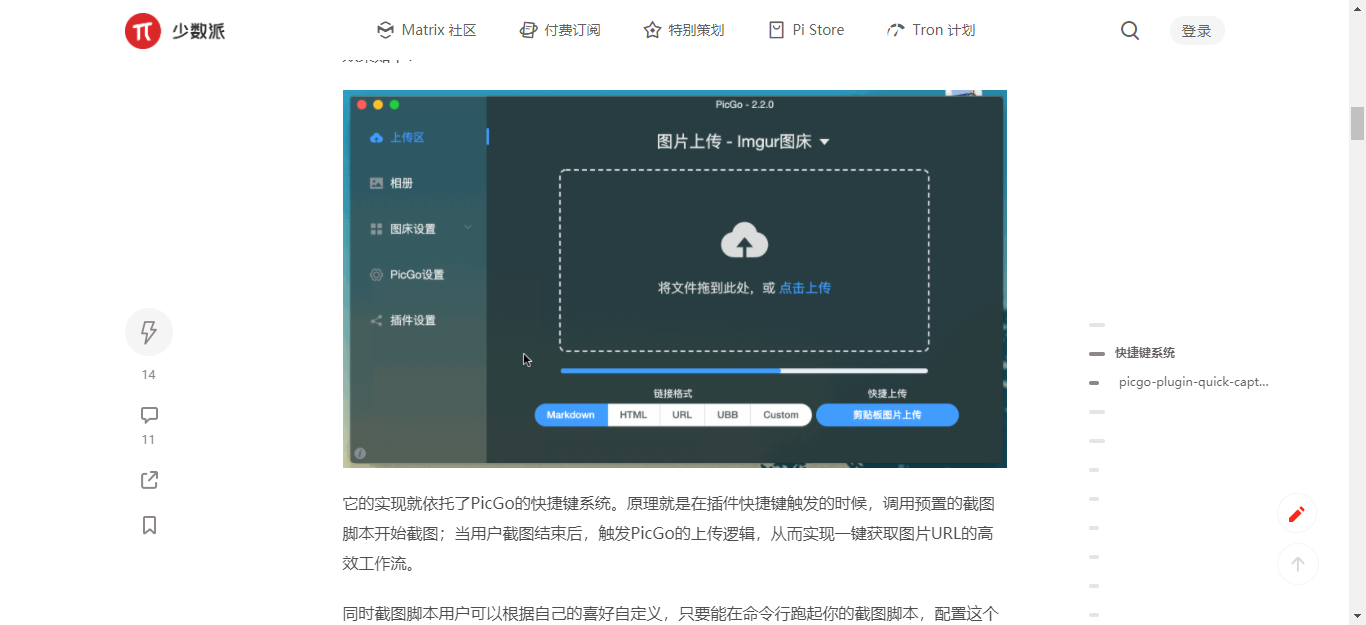 少数派
Matrix 社区
付费订阅
特别策划
Pi Store
Tron 计划
登录
PicGo - 2.2.0
上传区
图片上传 - Imgur图床
相册
图床设置
PicGo设置
将文件拖到此处，或 点击上传
插件设置
链接格式
快捷上传
Markdown
HTML
URL
UBB
Custom
剪贴板图片上传
14
11
快捷键系统
picgo-plugin-quick-capt...
它的实现就依托了PicGo的快捷键系统。原理就是在插件快捷键触发的时候，调用预置的截图
脚本开始截图；当用户截图结束后，触发PicGo的上传逻辑，从而实现一键获取图片URL的高
效工作流。
同时截图脚本用户可以根据自己的喜好自定义，只要能在命令行跑起你的截图脚本，配置这个